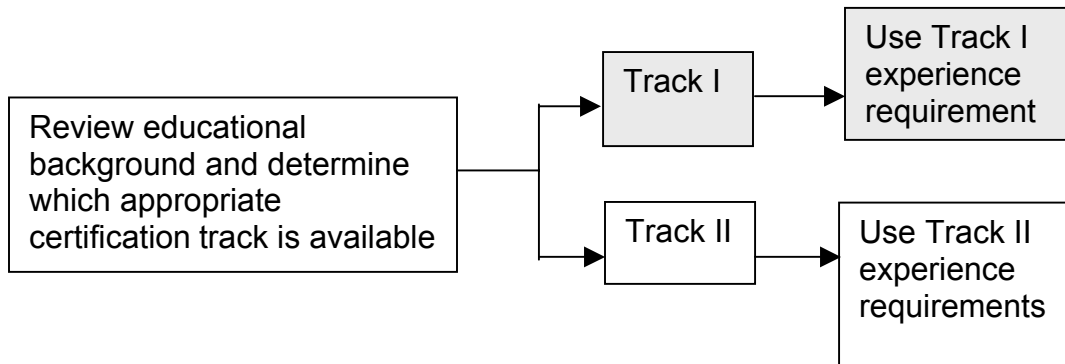 Review educational
background and determine
which appropriate
certification track is available
Track I
Use Track I
experience
requirement
Track II
Use Track II
experience
requirements